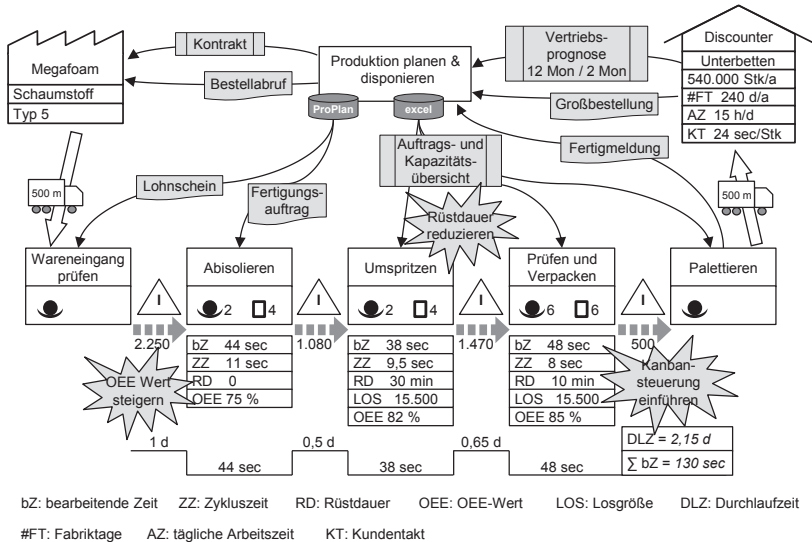 Megafoam
Schaumstoff
Typ 5
500 m
Kontrakt
Bestellabruf
Produktion planen &
disponieren
ProPlan
excel
Vertriebs-
prognose
12 Mon / 2 Mon
Großbestellung
Fertigmeldung
Discounter
Unterbetten
540.000 Stk/a
#FT 240 d/a
AZ 15 h/d
KT 24 sec/Stk
500 m
Lohnschein
Fertigungs-
auftrag
Auftrags- und
Kapazitäts-
übersicht
Rüstdauer
reduzieren
Wareneingang
prüfen
I
2.250
Abisolieren
2 4
I
1.080
Umspritzen
2 4
I
1.470
Prüfen und
Verpacken
6 6
I
500
Palettieren
OEE Wert
steigern
bZ 44 sec
ZZ 11 sec
RD 0
OEE 75 %
bZ 38 sec
ZZ 9,5 sec
RD 30 min
LOS 15.500
OEE 82 %
bZ 48 sec
ZZ 8 sec
RD 10 min
LOS 15.500
OEE 85 %
Kanban-
steuerung
einführen
1 d
44 sec
0,5 d
38 sec
0,65 d
48 sec
DLZ = 2,15 d
∑ bZ = 130 sec
bZ: bearbeitende Zeit ZZ: Zykluszeit RD: Rüstdauer OEE: OEE-Wert LOS: Losgröße DLZ: Durchlaufzeit
#FT: Fabriktage AZ: tägliche Arbeitszeit KT: Kundentakt